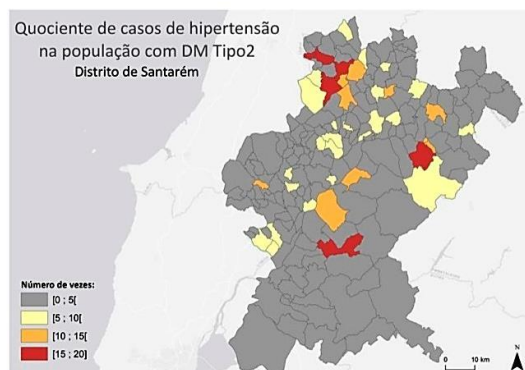 Quociente de casos de hipertensão
na população com DM Tipo2
Distrito de Santarém
Número de vezes:
[0 ; 5[
[5 ; 10[
[10 ; 15[
[15 ; 20]
0 10 km
N